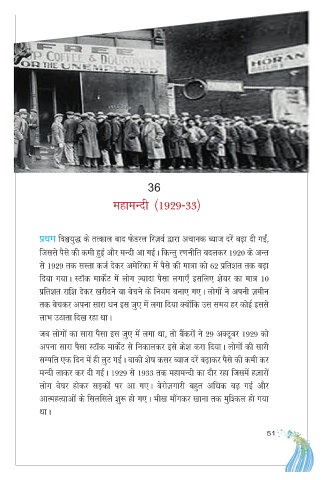 FREE
UP COFFEE & DOUGHNUTS
FOR THE UNEMPLOYED
HORAN
36
महामन्दी (1929-33)
प्रथम विश्वयुद्ध के तत्काल बाद फेडरल रिज़र्व द्वारा अचानक ब्याज दरें बढ़ा दी गईं,
जिससे पैसे की कमी हुई और मन्दी आ गई। किन्तु रणनीति बदलकर 1920 के अन्त
से 1929 तक सस्ता कर्ज़ देकर अमेरिका में पैसे की मात्रा को 62 प्रतिशत तक बढ़ा
दिया गया। स्टॉक मार्केट में लोग ज़्यादा पैसा लगाएँ इसलिए शेयर का मात्र 10
प्रतिशत राशि देकर खरीदने या बेचने के नियम बनाए गए। लोगों ने अपनी ज़मीन
तक बेचकर अपना सारा धन इस जुए में लगा दिया क्योंकि उस समय हर कोई इससे
लाभ उठाता दिख रहा था।
जब लोगों का सारा पैसा इस जुए में लगा था, तो बैंकरों ने 29 अक्टूबर 1929 को
अपना सारा पैसा स्टॉक मार्केट से निकालकर इसे क्रैश करा दिया। लोगों की सारी
सम्पति एक दिन में ही लुट गई। बाकी शेष कसर ब्याज दरें बढ़ाकर पैसे की कमी कर
मन्दी लाकर कर दी गई। 1929 से 1933 तक महामन्दी का दौर रहा जिसमें हज़ारों
लोग बेघर होकर सड़कों पर आ गए। बेरोज़गारी बहुत अधिक बढ़ गई और
आत्महत्याओं के सिलसिले शुरू हो गए। भीख माँगकर खाना तक मुश्किल हो गया
था।
51